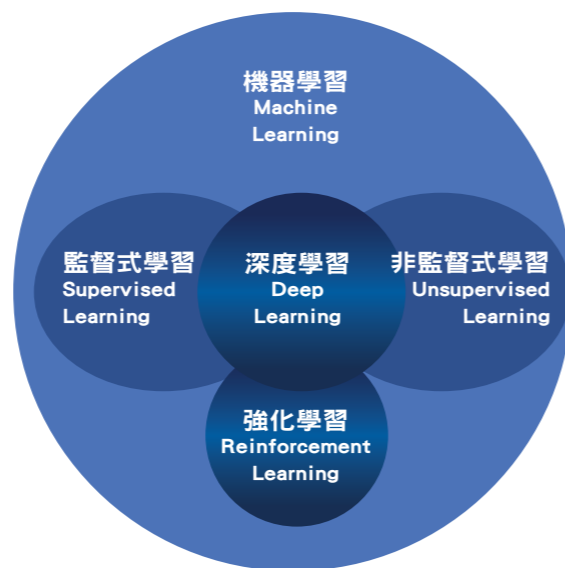 機器學習
Machine
Learning
監督式學習
Supervised
Learning
深度學習
Deep
Learning
非監督式學習
Unsupervised
Learning
強化學習
Reinforcement
Learning